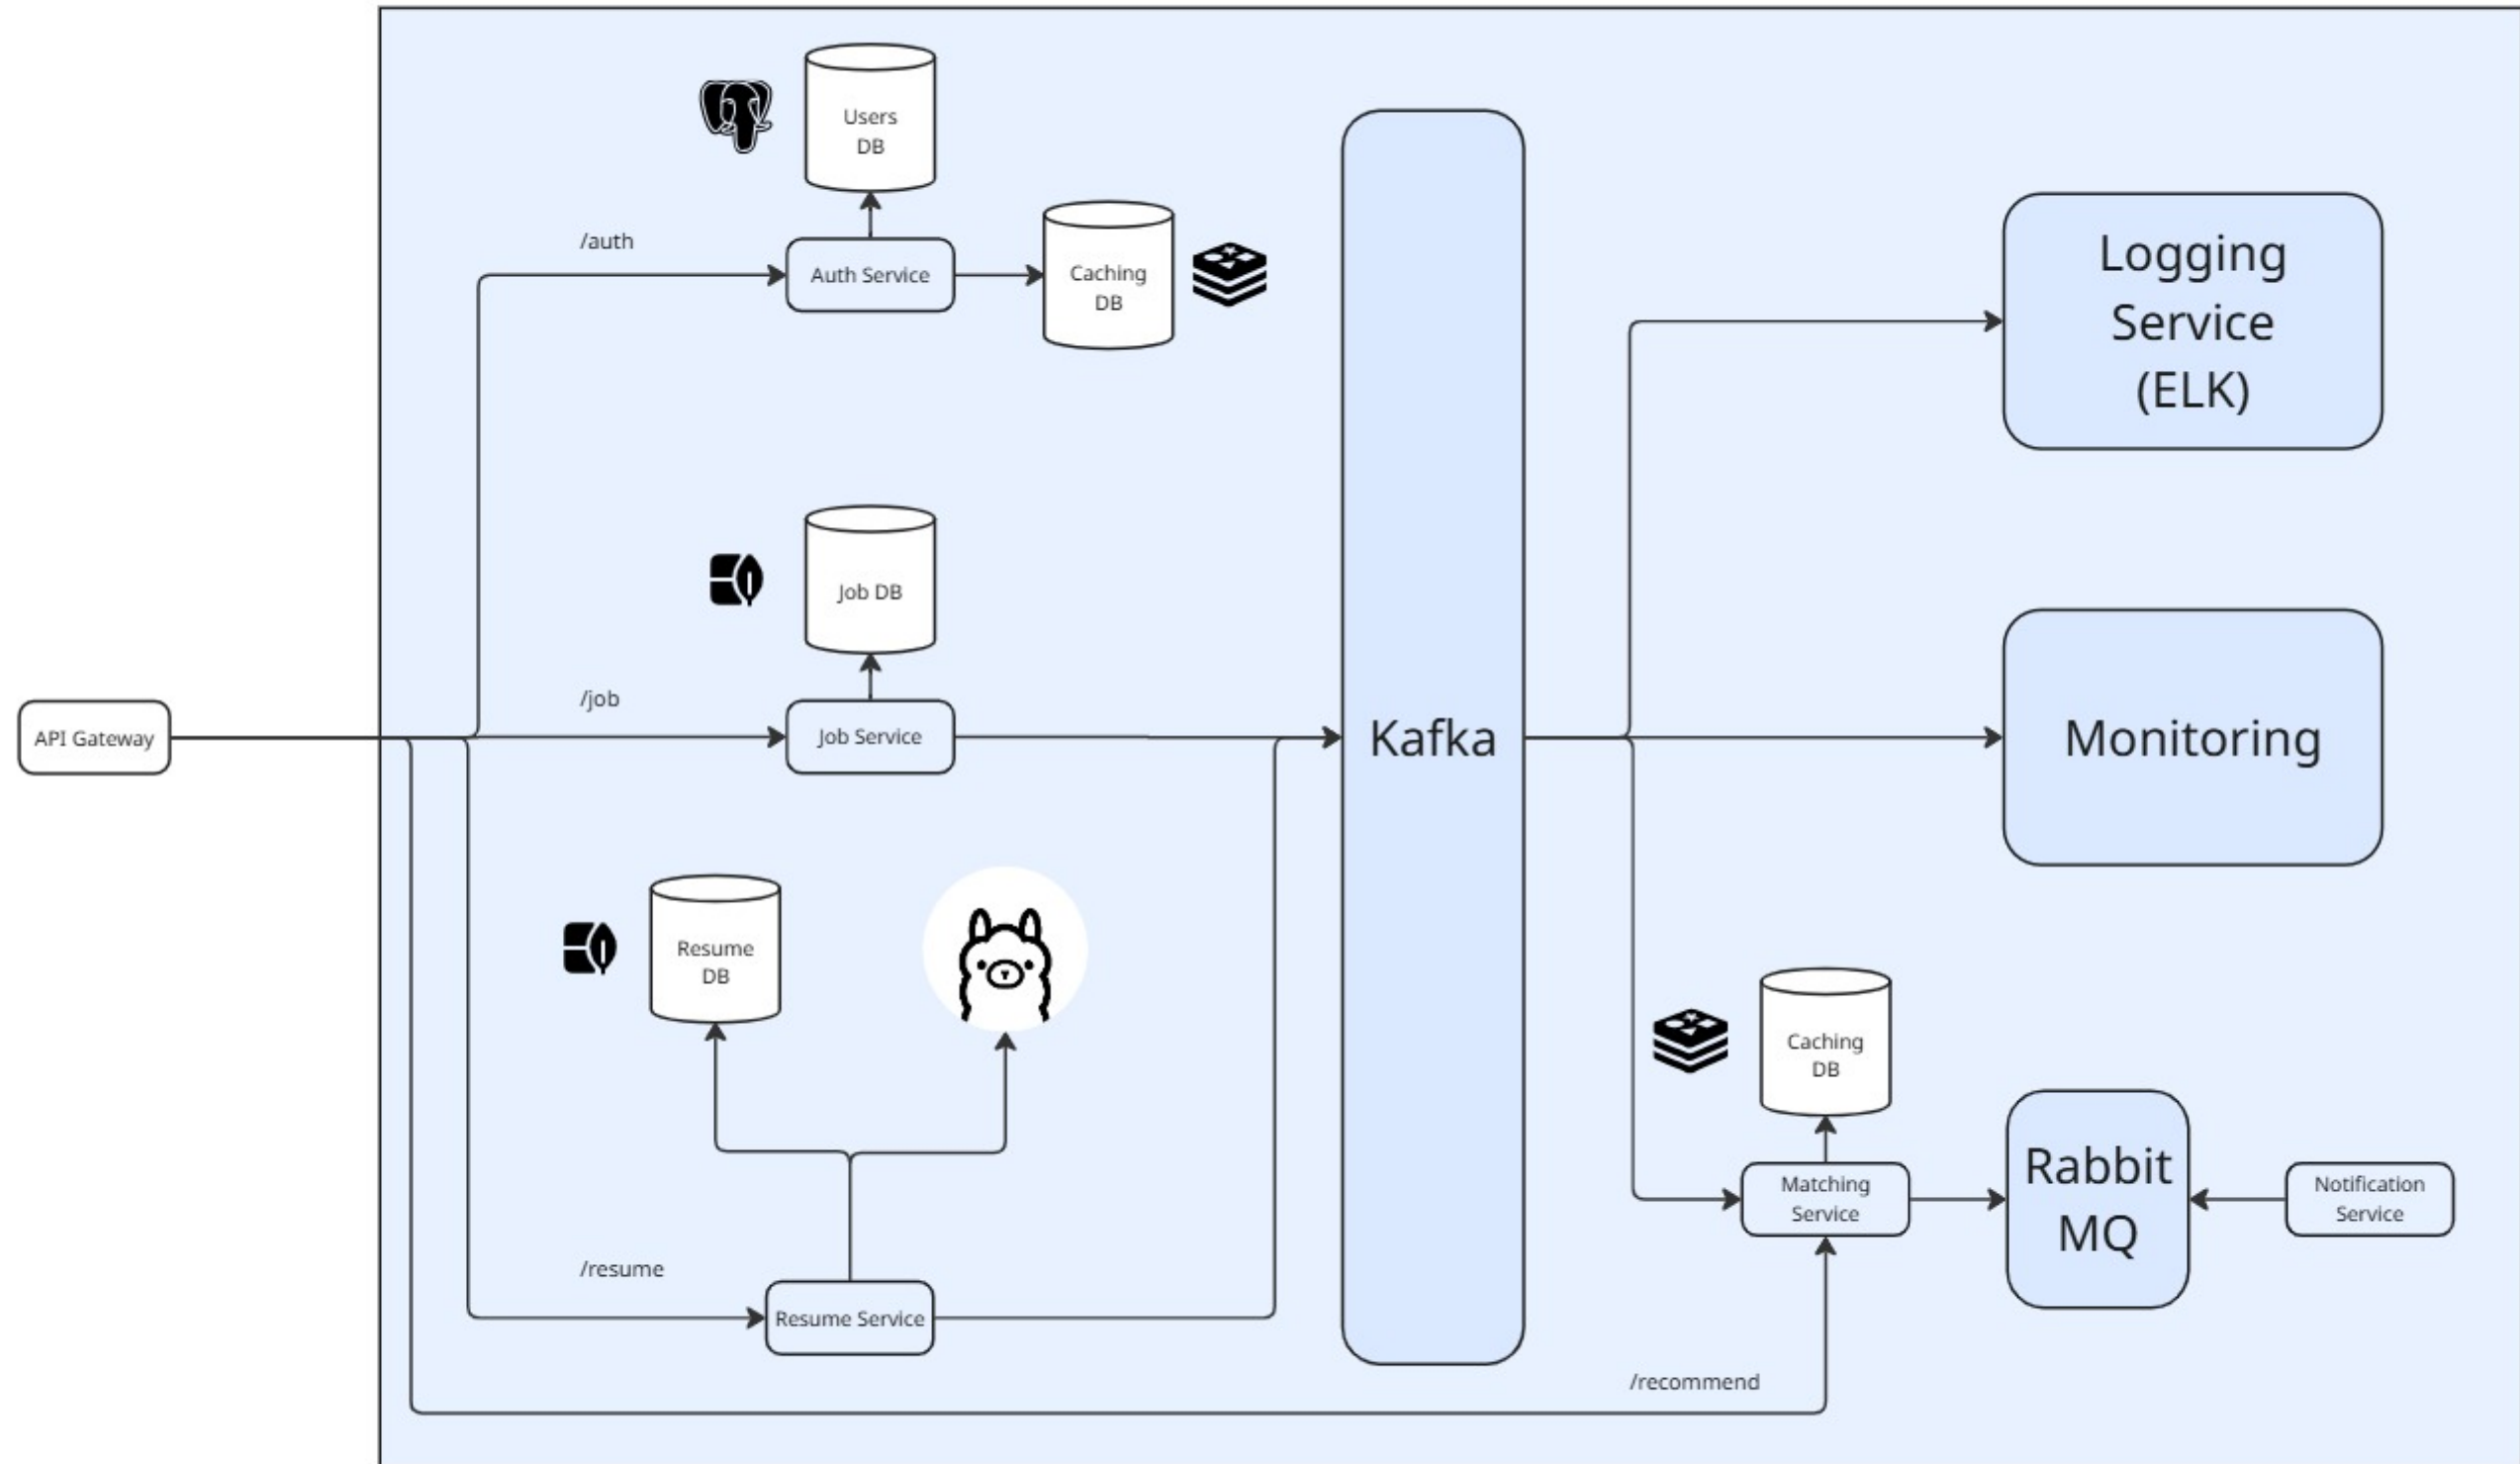 Users
DB
/auth
Auth Service
Caching
DB
Logging
Service
(ELK)
Job DB
/job
API Gateway
Job Service
Kafka
Monitoring
Resume
DB
Caching
DB
Matching
Service
Rabbit
MQ
Notification
Service
/resume
Resume Service
/recommend